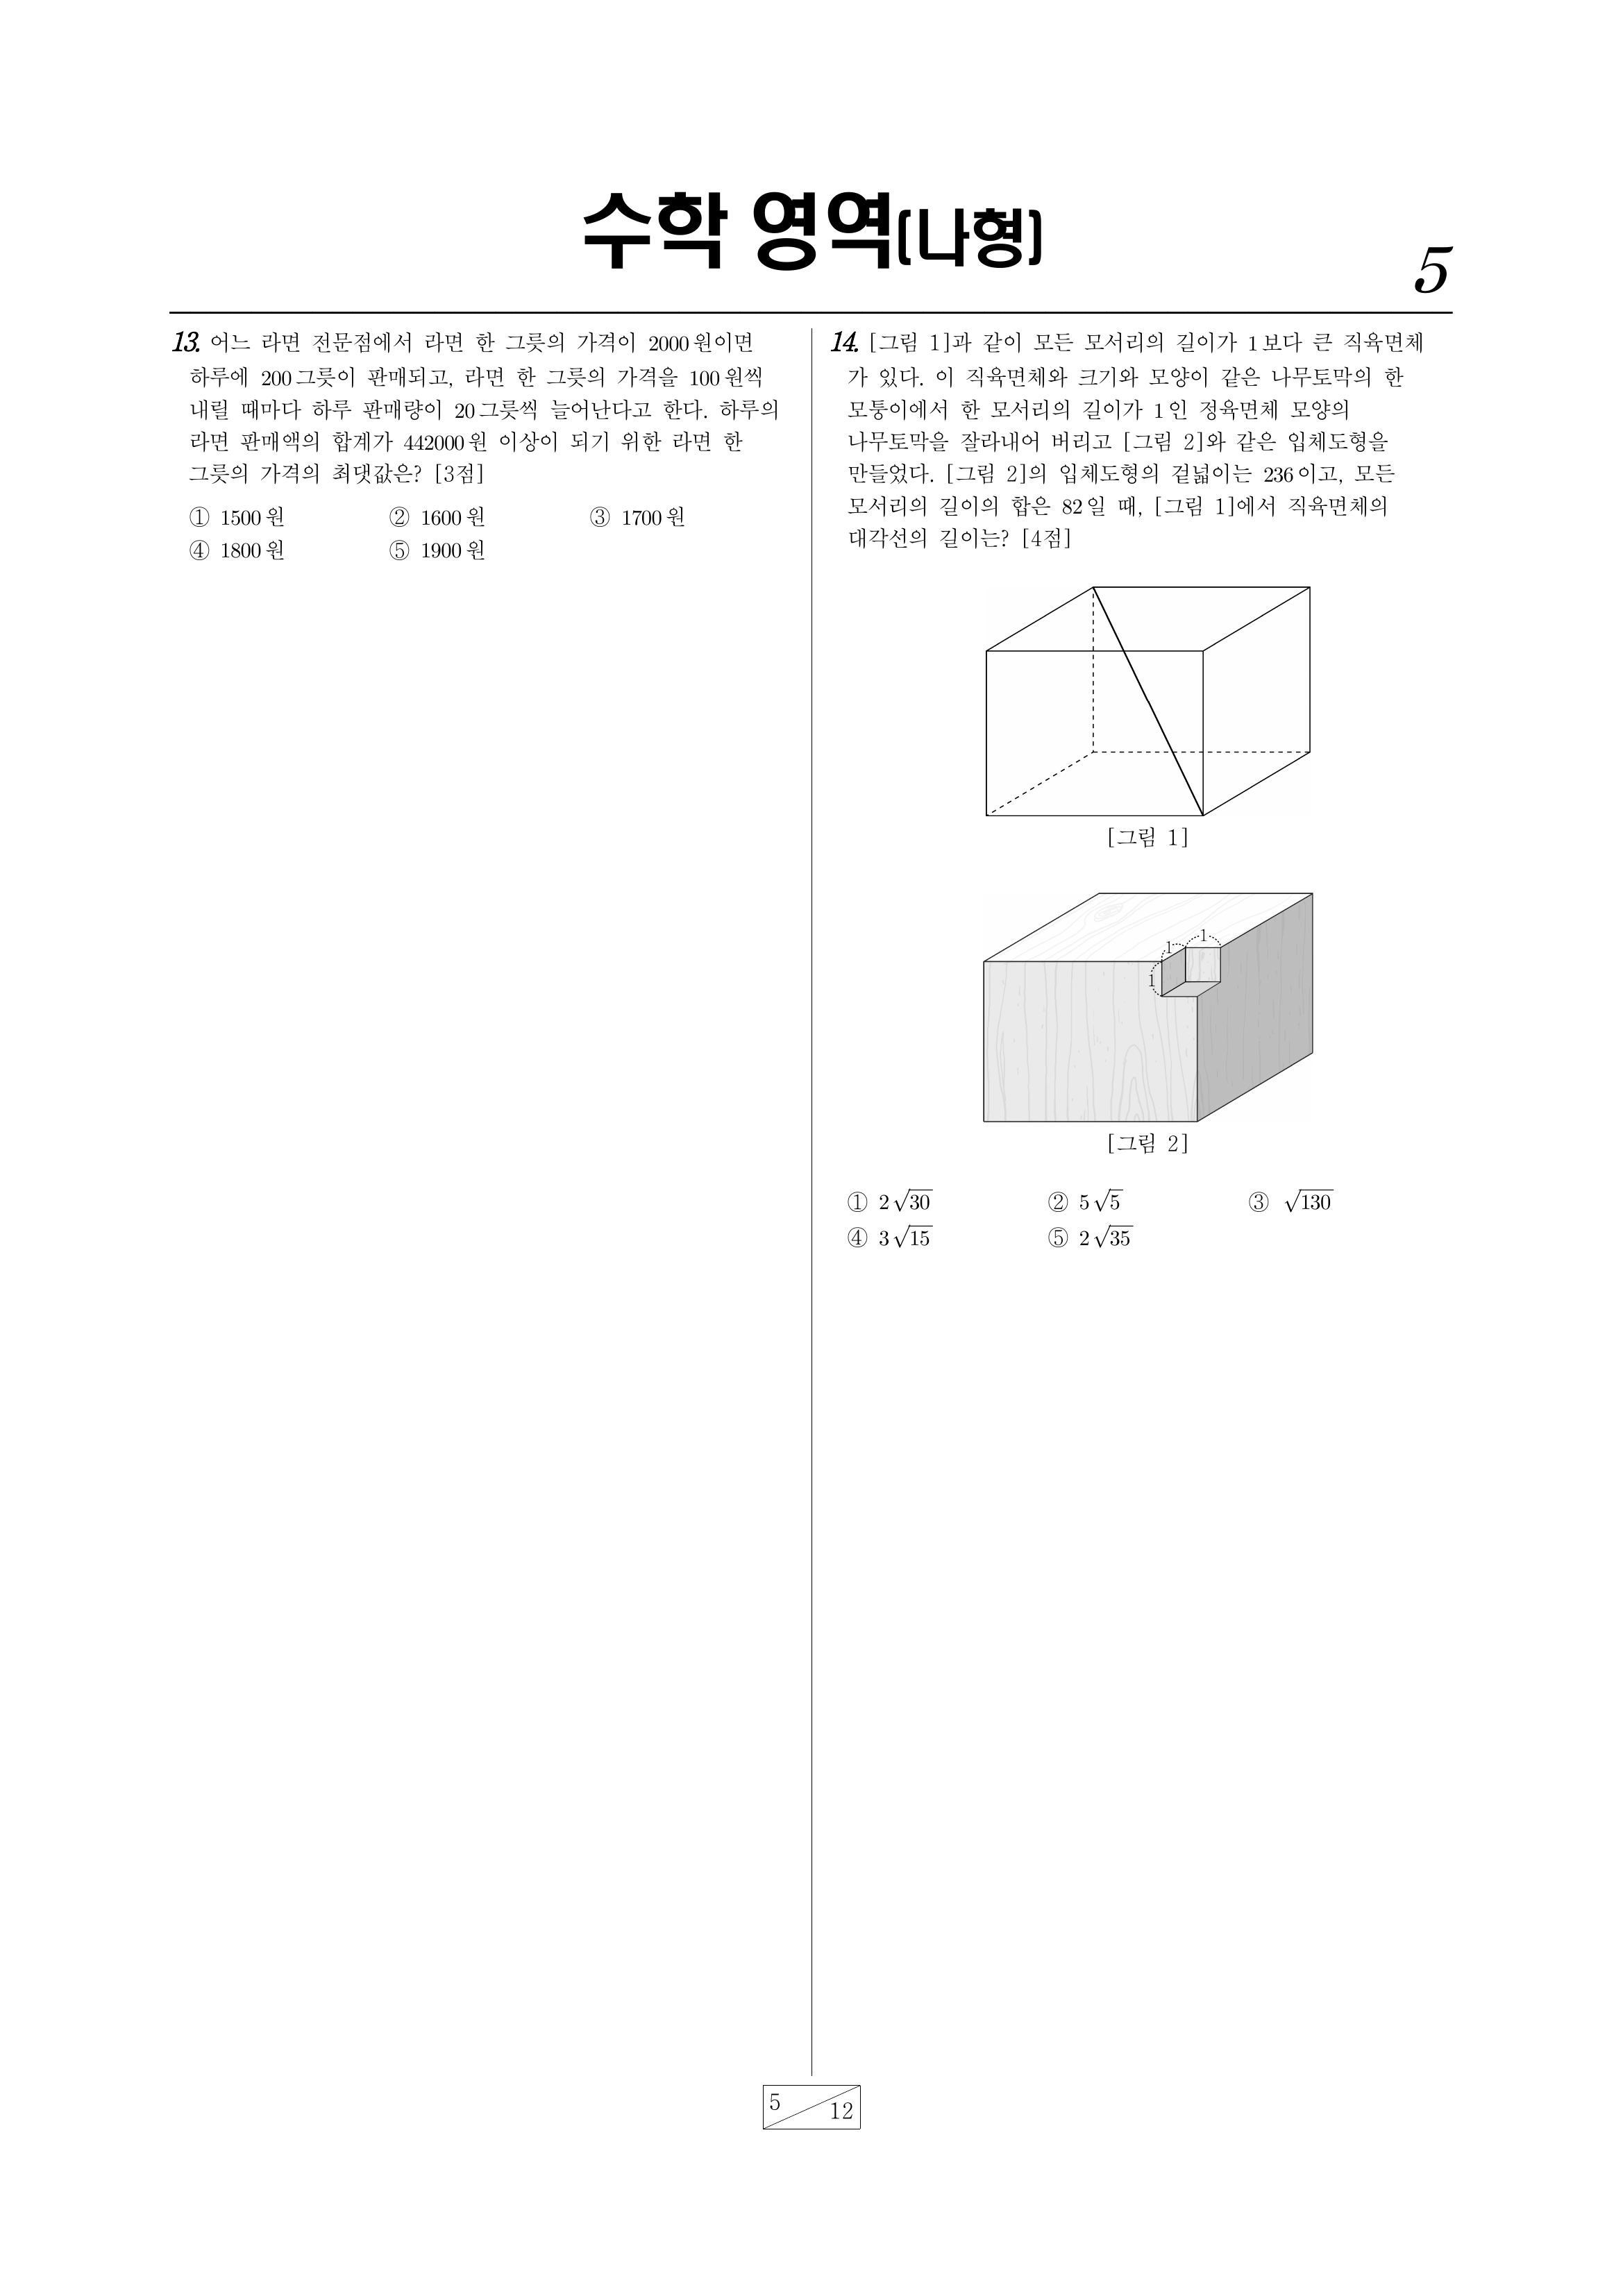 수학 영역(나형)
5
13. 어느 라면 전문점에서 라면 한 그릇의 가격이 2000원이면
하루에 200그릇이 판매되고, 라면 한 그릇의 가격을 100원씩
내릴 때마다 하루 판매량이 20그릇씩 늘어난다고 한다. 하루의
라면 판매액의 합계가 442000원 이상이 되기 위한 라면 한
그릇의 가격의 최댓값은? [3점]
① 1500원 ② 1600원 ③ 1700원
④ 1800원 ⑤ 1900원
14. [그림 1]과 같이 모든 모서리의 길이가 1보다 큰 직육면체
가 있다. 이 직육면체와 크기와 모양이 같은 나무토막의 한
모퉁이에서 한 모서리의 길이가 1인 정육면체 모양의
나무토막을 잘라내어 버리고 [그림 2]와 같은 입체도형을
만들었다. [그림 2]의 입체도형의 겉넓이는 236이고, 모든
모서리의 길이의 합은 82일 때, [그림 1]에서 직육면체의
대각선의 길이는? [4점]
[그림 1]
1
1
1
[그림 2]
① 2√30 ② 5√5 ③ √130
④ 3√15 ⑤ 2√35
5
12